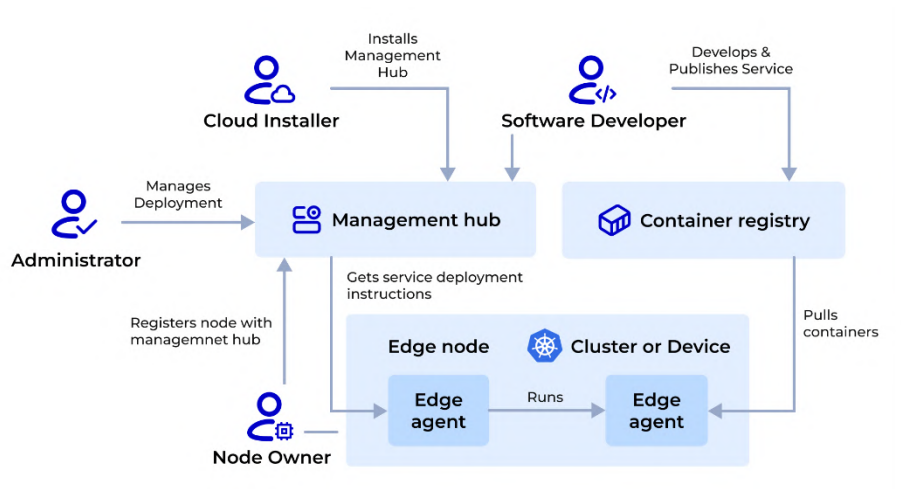 Installs
Management
Hub
Develops &
Publishes Service
Cloud Installer
Software Developer
Manages
Deployment
Management hub
Container registry
Administrator
Gets service deployment
instructions
Registers node with
managemnet hub
Pulls
containers
Edge node
Cluster or Device
Edge
agent
Runs
Edge
agent
Node Owner